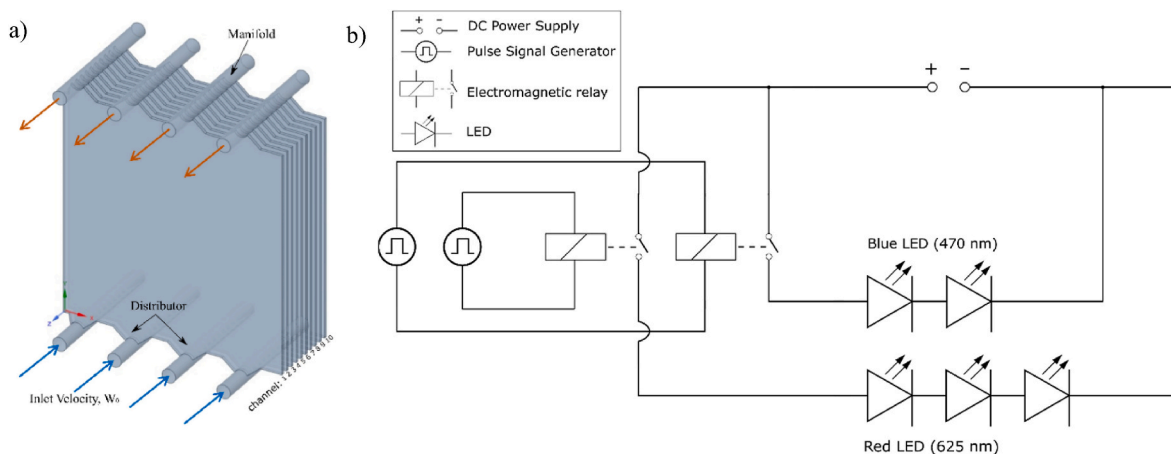 a)
Manifold
Distributor
Inlet Velocity, W₀
channel: 1 2 3 4 5 6 7 8 9 10
Y
X
Z
b)
+ −
DC Power Supply
Pulse Signal Generator
Electromagnetic relay
LED
+ −
Blue LED (470 nm)
Red LED (625 nm)